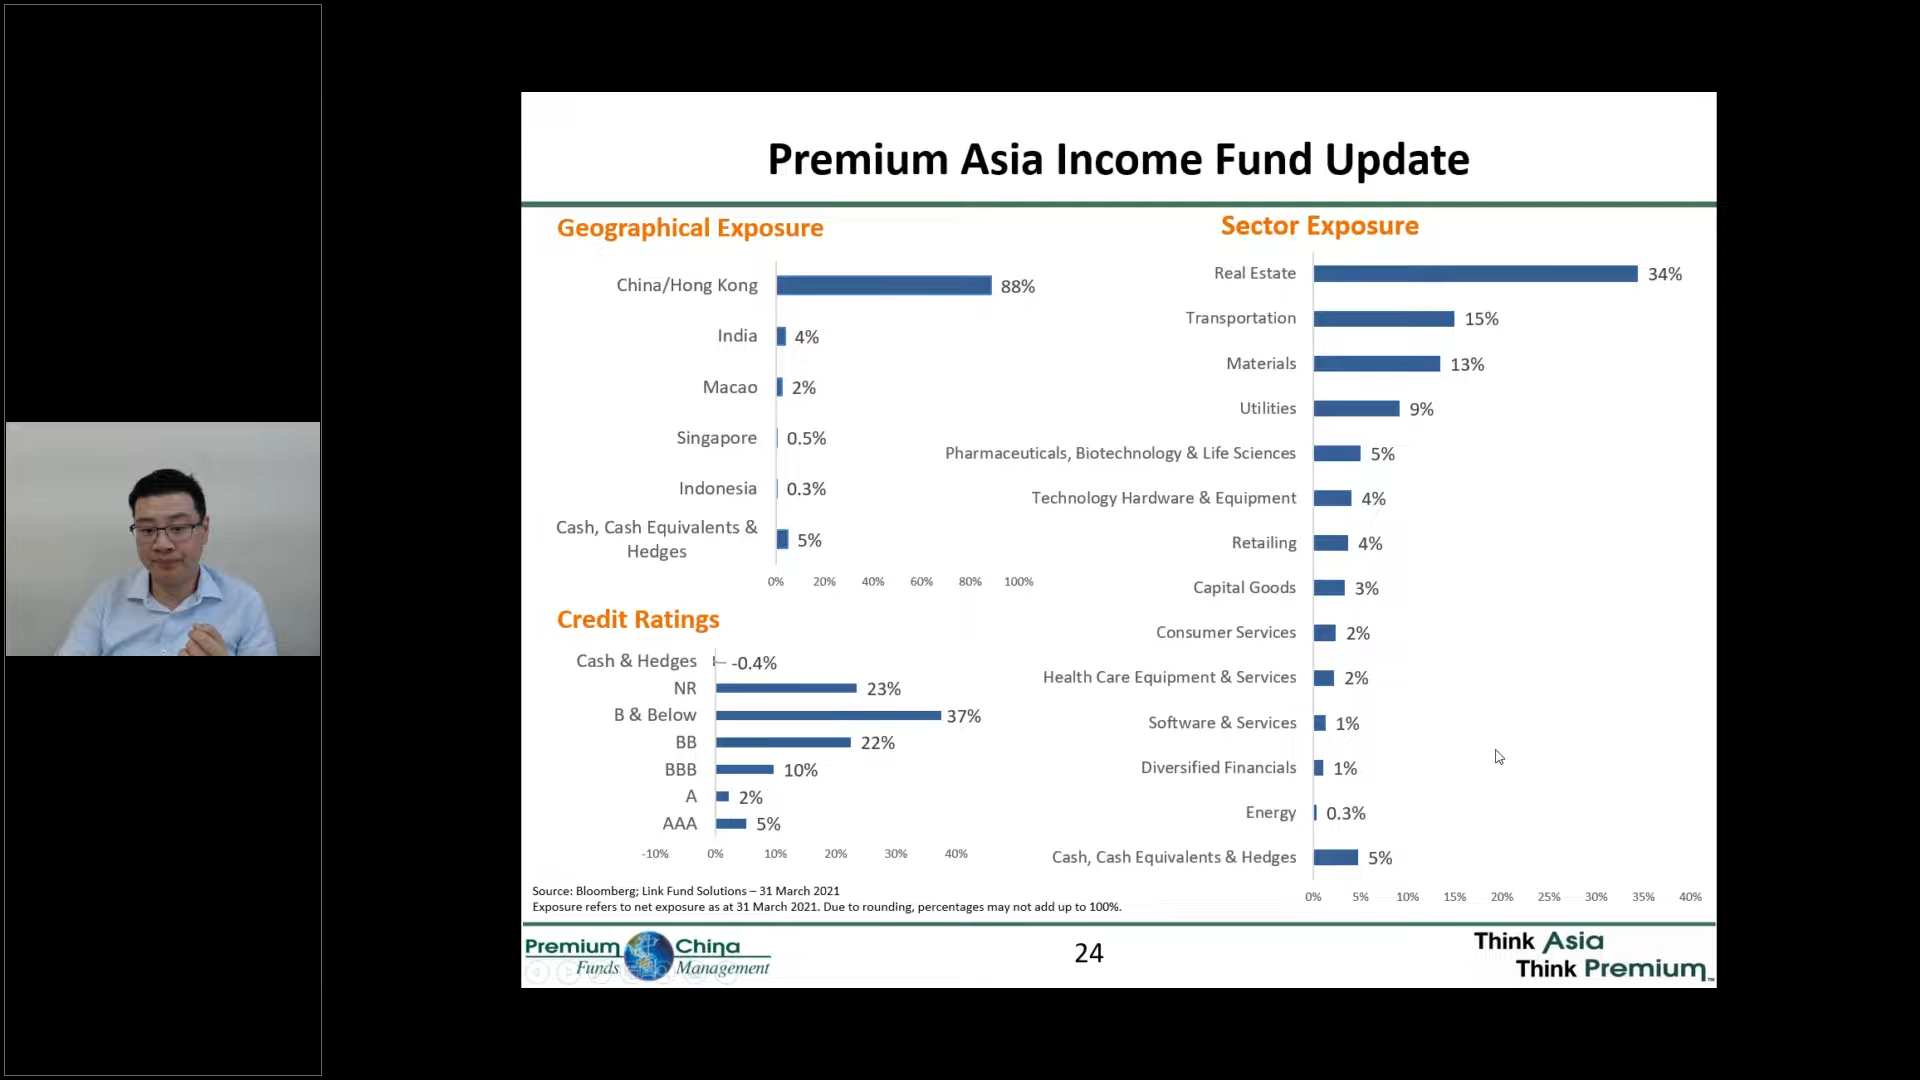 Premium Asia Income Fund Update
Geographical Exposure
China/Hong Kong 88%
India 4%
Macao 2%
Singapore 0.5%
Indonesia 0.3%
Cash, Cash Equivalents &
Hedges 5%
0% 20% 40% 60% 80% 100%
Credit Ratings
Cash & Hedges -0.4%
NR 23%
B & Below 37%
BB 22%
BBB 10%
A 2%
AAA 5%
-10% 0% 10% 20% 30% 40%
Sector Exposure
Real Estate 34%
Transportation 15%
Materials 13%
Utilities 9%
Pharmaceuticals, Biotechnology & Life Sciences 5%
Technology Hardware & Equipment 4%
Retailing 4%
Capital Goods 3%
Consumer Services 2%
Health Care Equipment & Services 2%
Software & Services 1%
Diversified Financials 1%
Energy 0.3%
Cash, Cash Equivalents & Hedges 5%
0% 5% 10% 15% 20% 25% 30% 35% 40%
Source: Bloomberg; Link Fund Solutions – 31 March 2021
Exposure refers to net exposure as at 31 March 2021. Due to rounding, percentages may not add up to 100%.
Premium China
Funds Management
24
Think Asia
Think Premium™